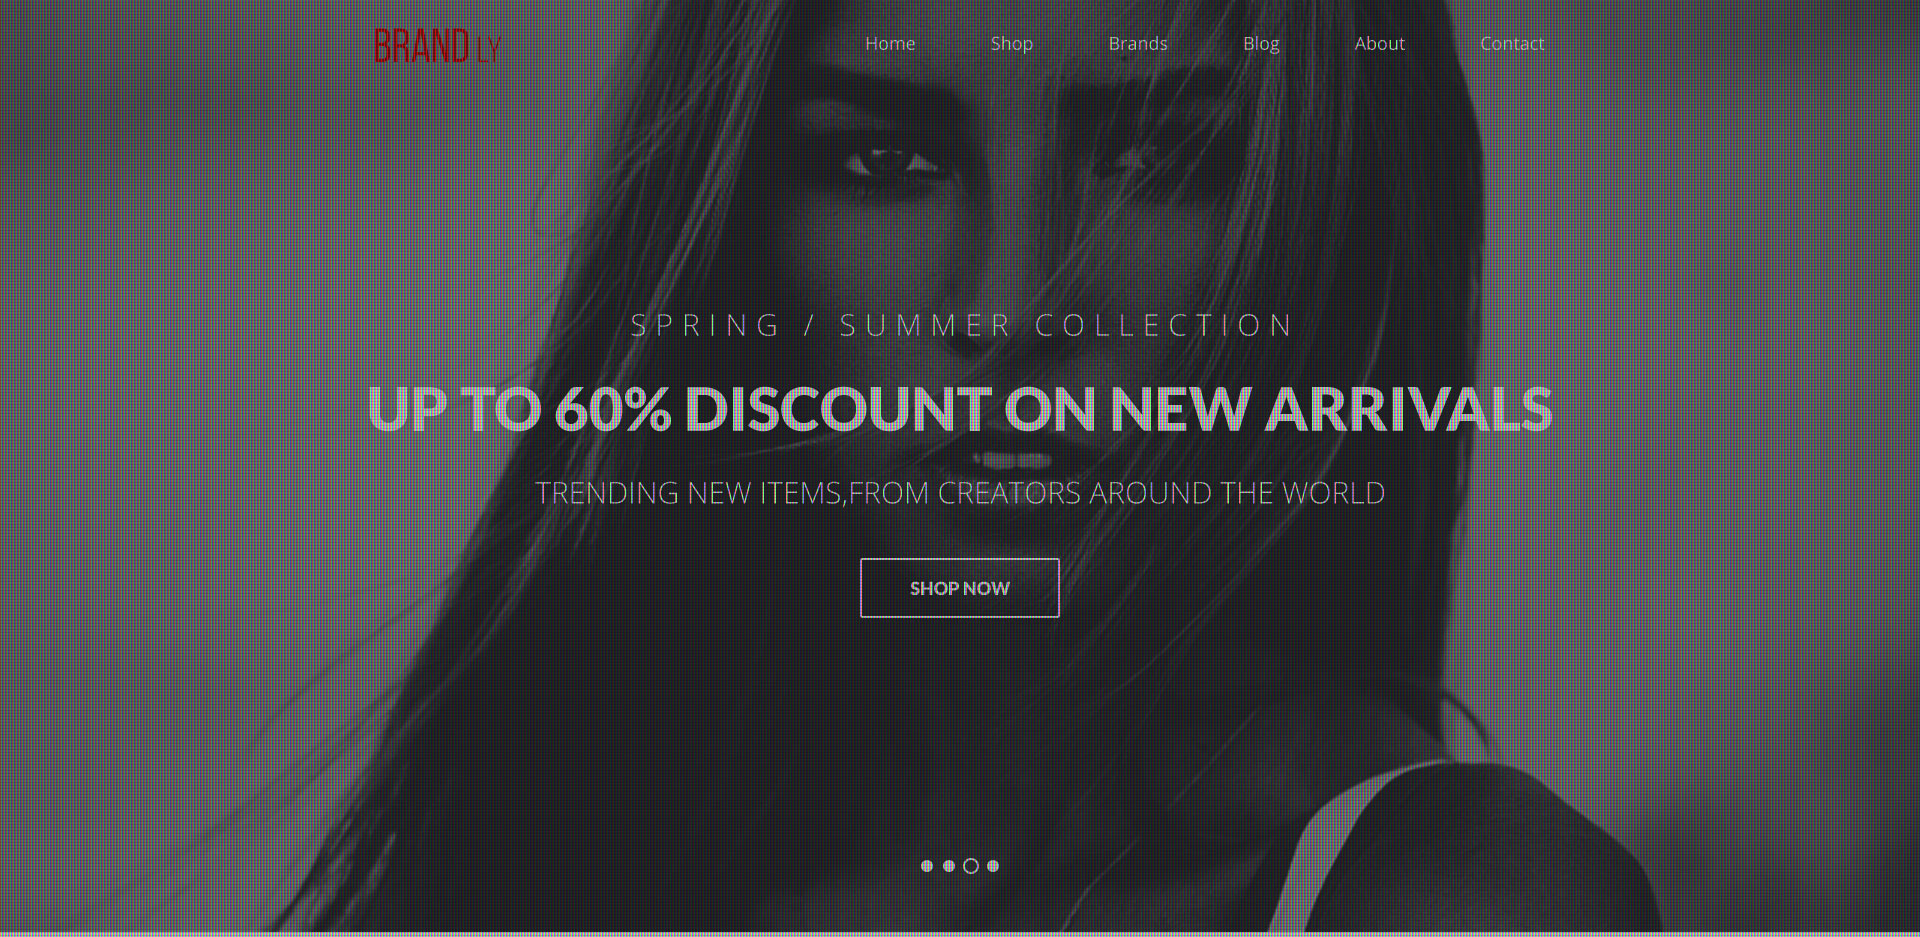 BRAND LY
Home Shop Brands Blog About Contact
SPRING / SUMMER COLLECTION
UP TO 60% DISCOUNT ON NEW ARRIVALS
TRENDING NEW ITEMS,FROM CREATORS AROUND THE WORLD
SHOP NOW